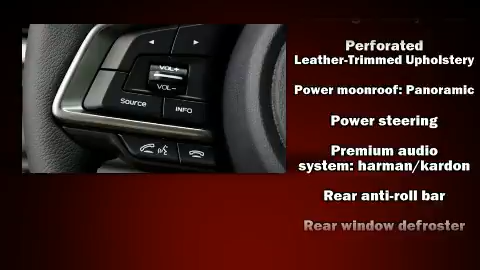 VOL+
VOL-
Source
INFO
Perforated
Leather-Trimmed Upholstery
Power moonroof: Panoramic
Power steering
Premium audio
system: harman/kardon
Rear anti-roll bar
Rear window defroster